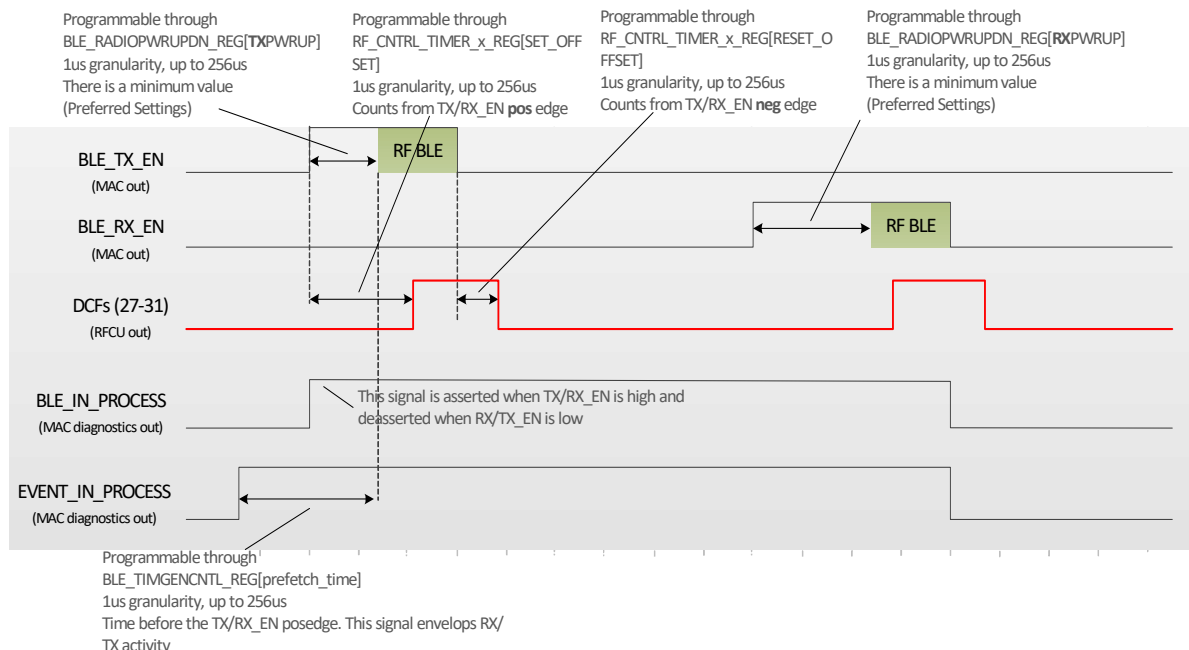 Programmable through
BLE_RADIOPWRUPDN_REG[TXPWRUP]
1us granularity, up to 256us
There is a minimum value
(Preferred Settings)
Programmable through
RF_CNTRL_TIMER_x_REG[SET_OFF
SET]
1us granularity, up to 256us
Counts from TX/RX_EN pos edge
Programmable through
RF_CNTRL_TIMER_x_REG[RESET_O
FFSET]
1us granularity, up to 256us
Counts from TX/RX_EN neg edge
Programmable through
BLE_RADIOPWRUPDN_REG[RXPWRUP]
1us granularity, up to 256us
There is a minimum value
(Preferred Settings)
BLE_TX_EN
(MAC out)
RF BLE
BLE_RX_EN
(MAC out)
RF BLE
DCFs (27-31)
(RFCU out)
BLE_IN_PROCESS
(MAC diagnostics out)
This signal is asserted when TX/RX_EN is high and
deasserted when RX/TX_EN is low
EVENT_IN_PROCESS
(MAC diagnostics out)
Programmable through
BLE_TIMGENCNTL_REG[prefetch_time]
1us granularity, up to 256us
Time before the TX/RX_EN posedge. This signal envelops RX/
TX activity